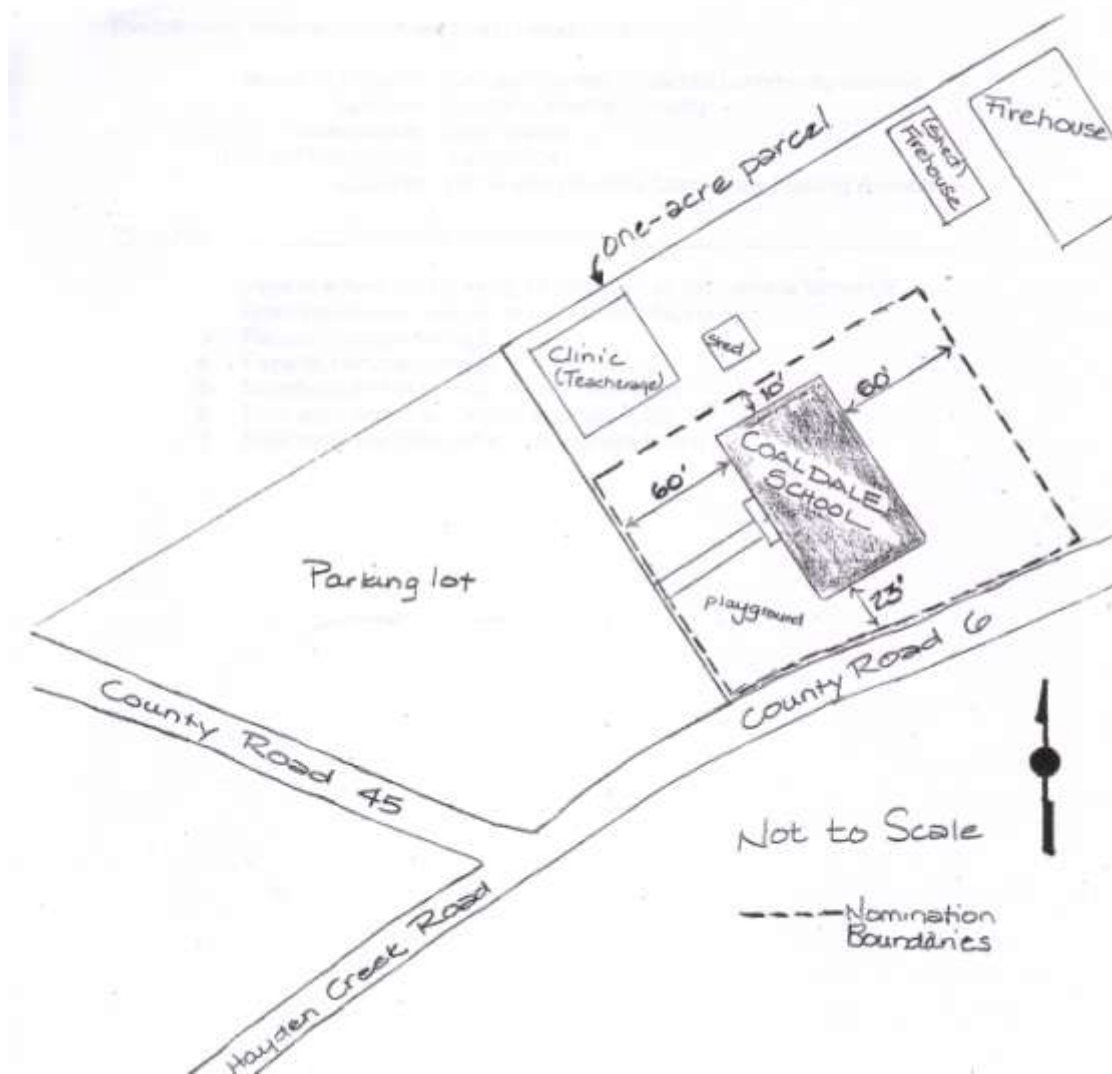 Firehouse
(shed)
Firehouse
one-acre parcel
Clinic
(Teacherage)
shed
10'
60'
60'
COALDALE
SCHOOL
23'
Parking lot
playground
County Road 6
County Road 45
Hayden Creek Road
Not to Scale
Nomination
Boundaries